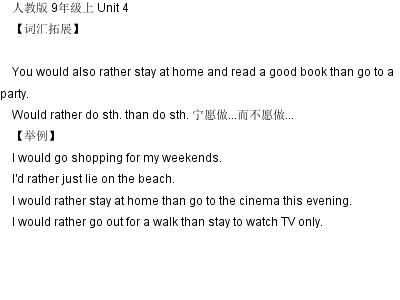 人教版 9年级上 Unit 4
【词汇拓展】
You would also rather stay at home and read a good book than go to a
party.
Would rather do sth. than do sth. 宁愿做...而不愿做...
【举例】
I would go shopping for my weekends.
I'd rather just lie on the beach.
I would rather stay at home than go to the cinema this evening.
I would rather go out for a walk than stay to watch TV only.